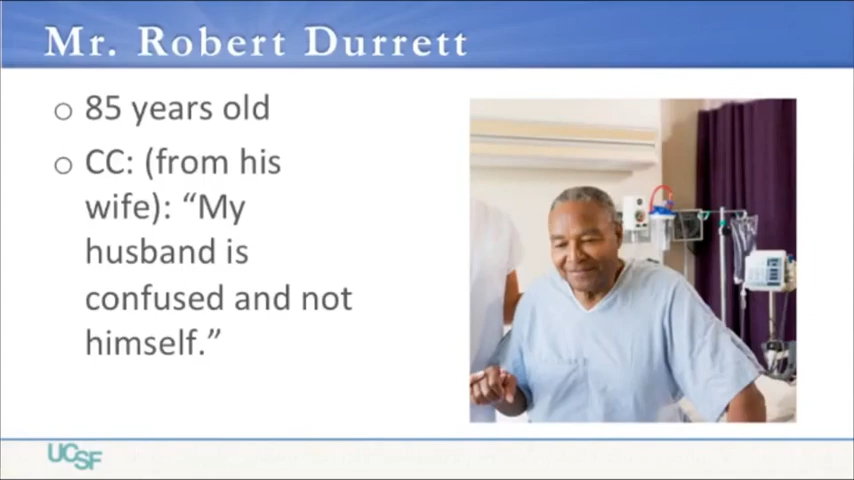 Mr. Robert Durrett
○ 85 years old
○ CC: (from his
wife): “My
husband is
confused and not
himself.”
UCSF